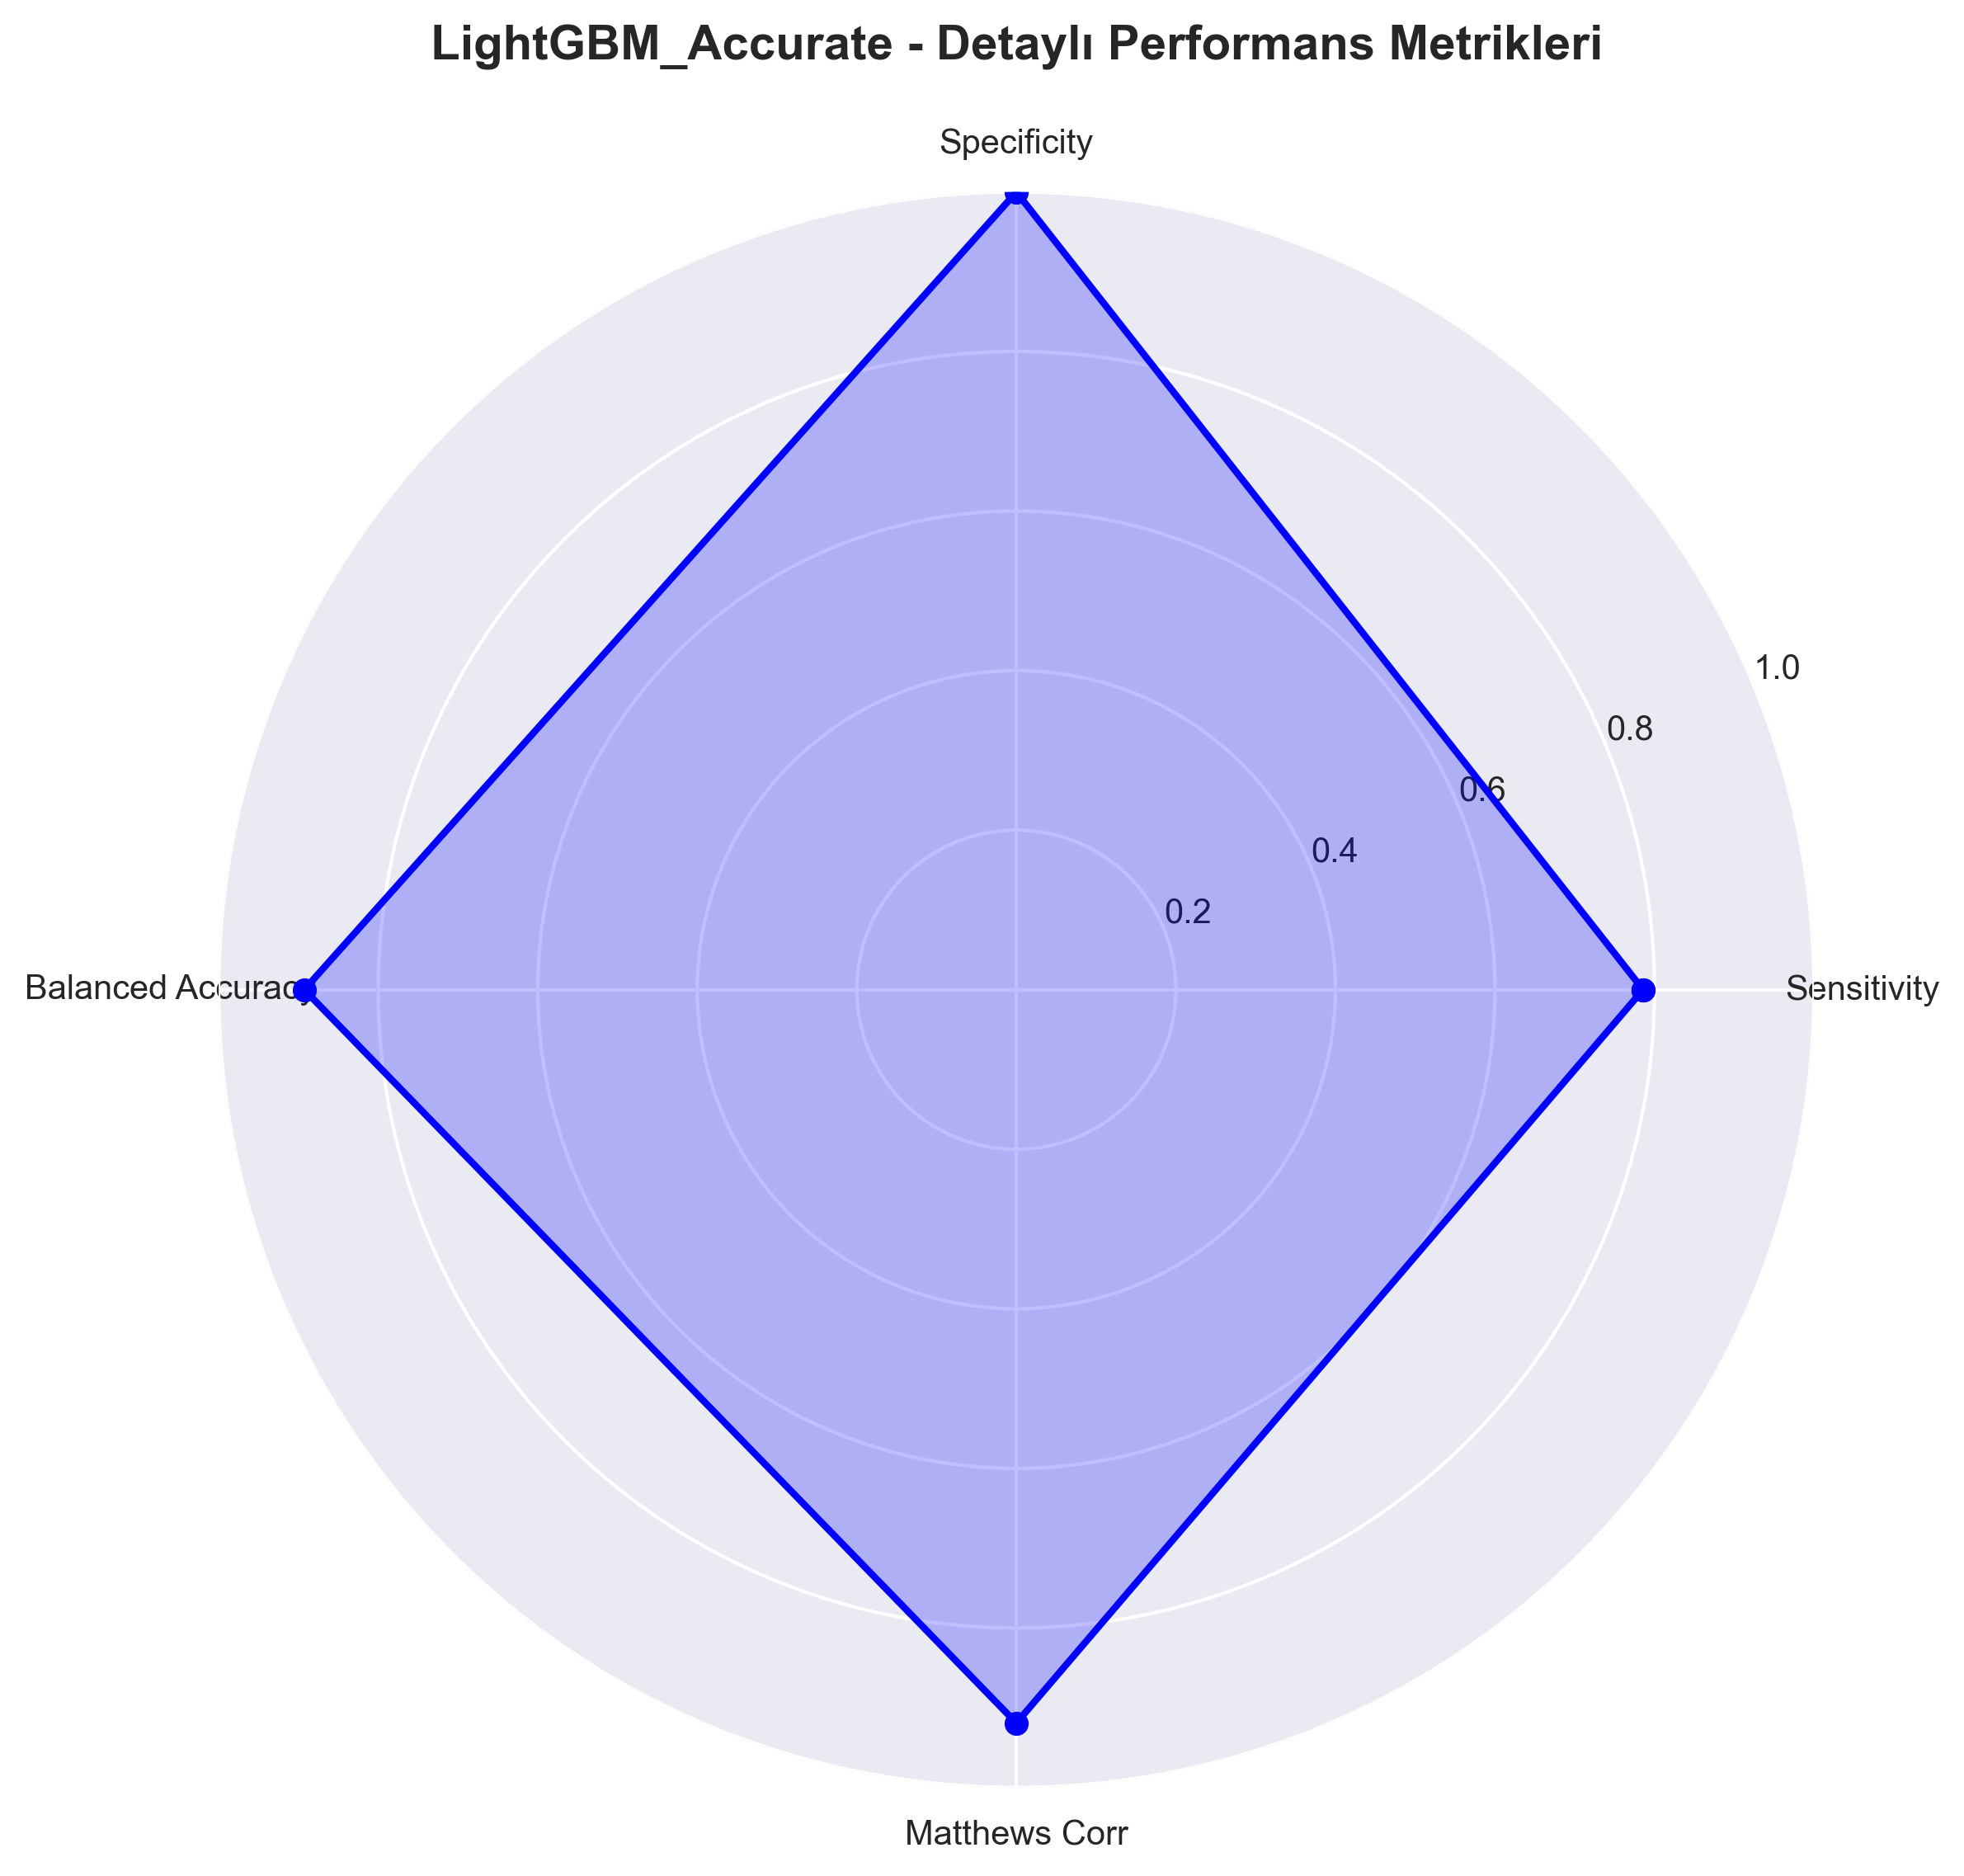 LightGBM_Accurate - Detaylı Performans Metrikleri
Specificity
1.0
0.8
0.6
0.4
0.2
Balanced Accuracy
Sensitivity
Matthews Corr